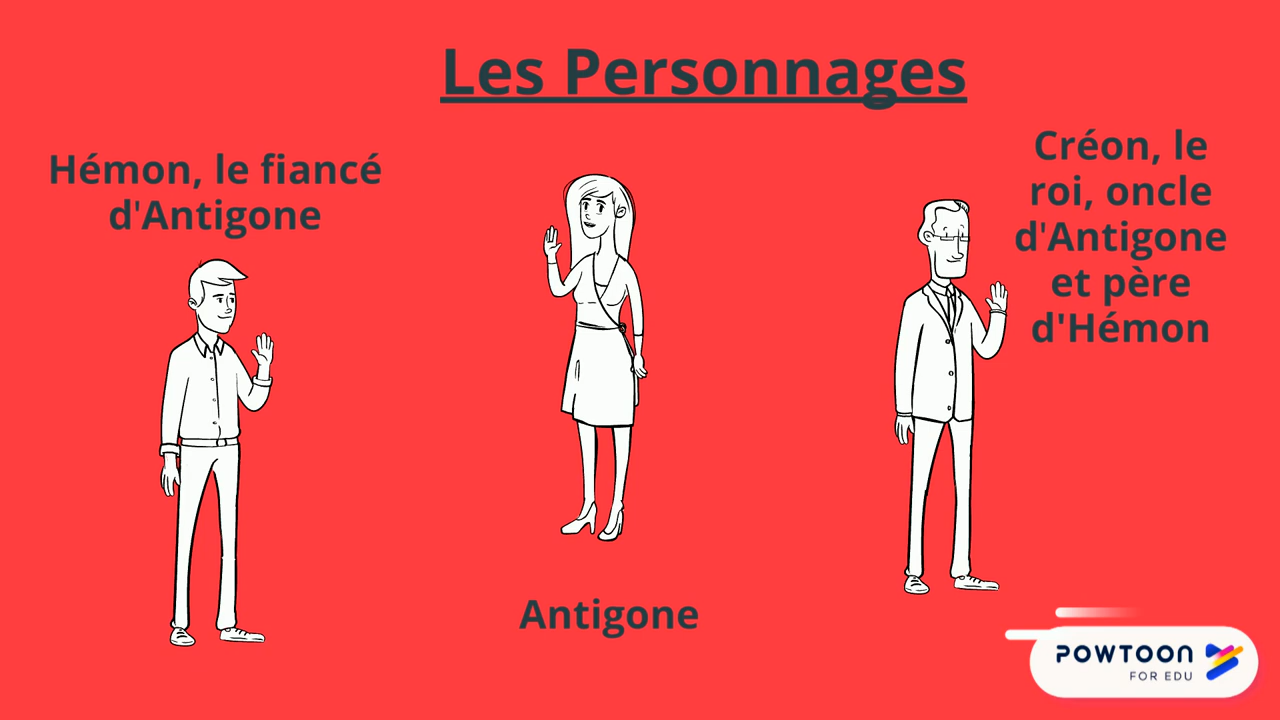 Les Personnages
Hémon, le fiancé
d'Antigone
Antigone
Créon, le
roi, oncle
d'Antigone
et père
d'Hémon
POWTOON
FOR EDU